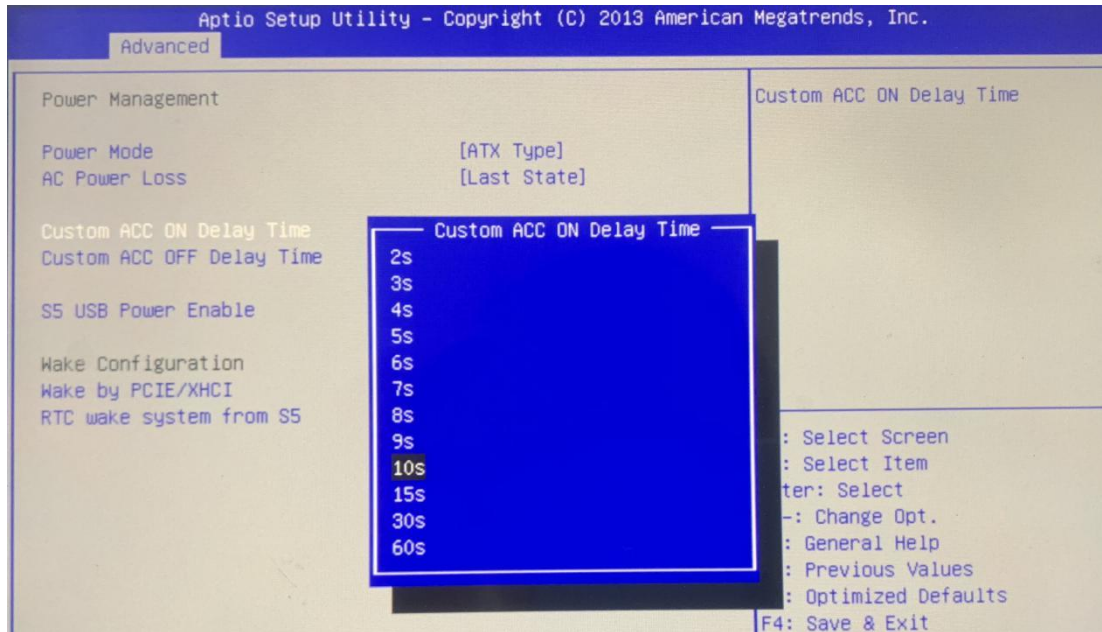 Aptio Setup Utility – Copyright (C) 2013 American Megatrends, Inc.
Advanced
Power Management
Power Mode [ATX Type]
AC Power Loss [Last State]
Custom ACC ON Delay Time
Custom ACC OFF Delay Time
S5 USB Power Enable
Wake Configuration
Wake by PCIE/XHCI
RTC wake system from S5
Custom ACC ON Delay Time
2s
3s
4s
5s
6s
7s
8s
9s
10s
15s
30s
60s
Custom ACC ON Delay Time
: Select Screen
: Select Item
ter: Select
-: Change Opt.
: General Help
: Previous Values
: Optimized Defaults
F4: Save & Exit